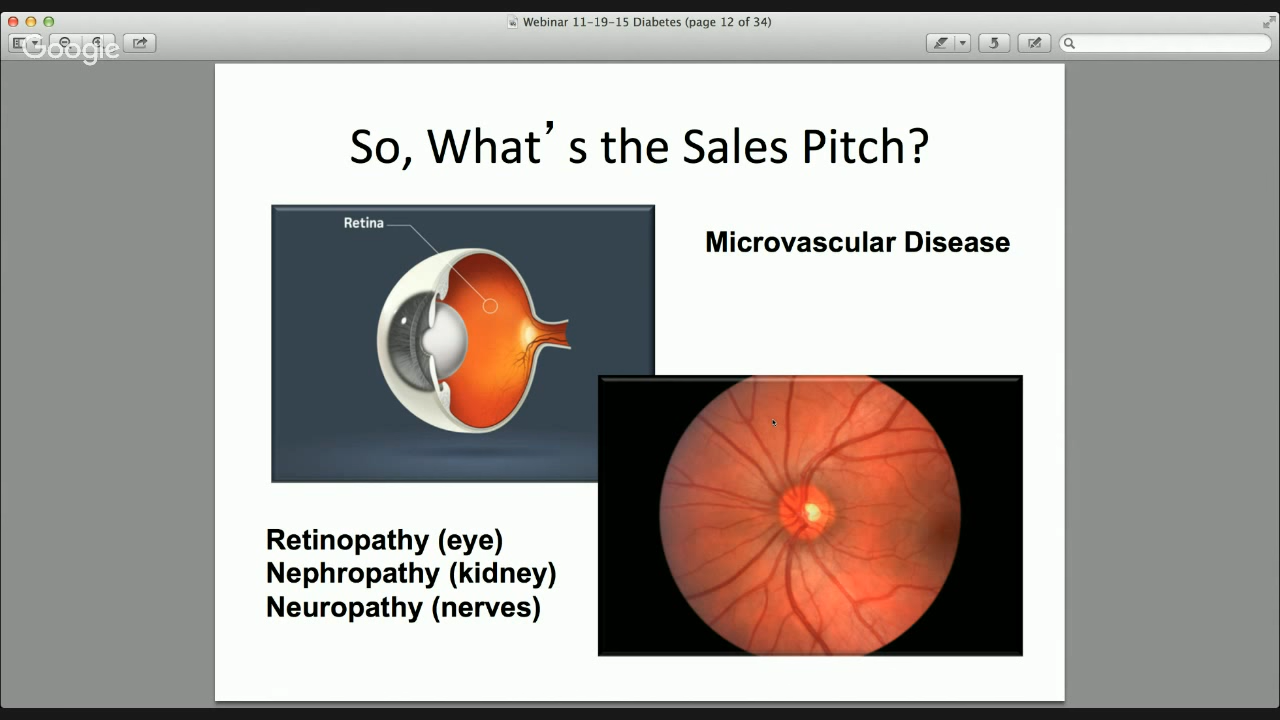 Webinar 11-19-15 Diabetes (page 12 of 34)
Google
So, What’s the Sales Pitch?
Retina
Microvascular Disease
Retinopathy (eye)
Nephropathy (kidney)
Neuropathy (nerves)